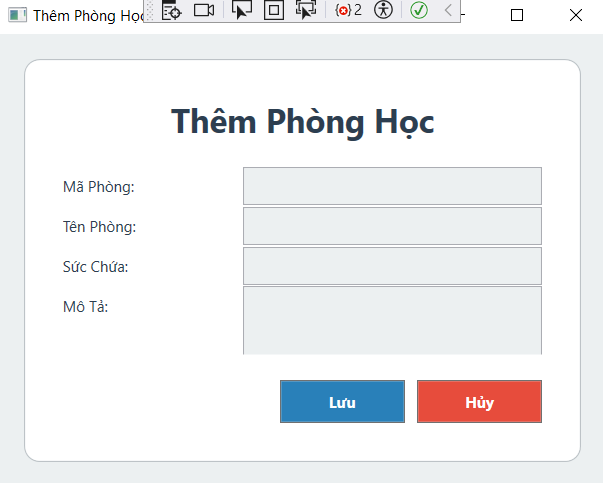 Thêm Phòng Học
2
Thêm Phòng Học
Mã Phòng:
Tên Phòng:
Sức Chứa:
Mô Tả:
Lưu
Hủy